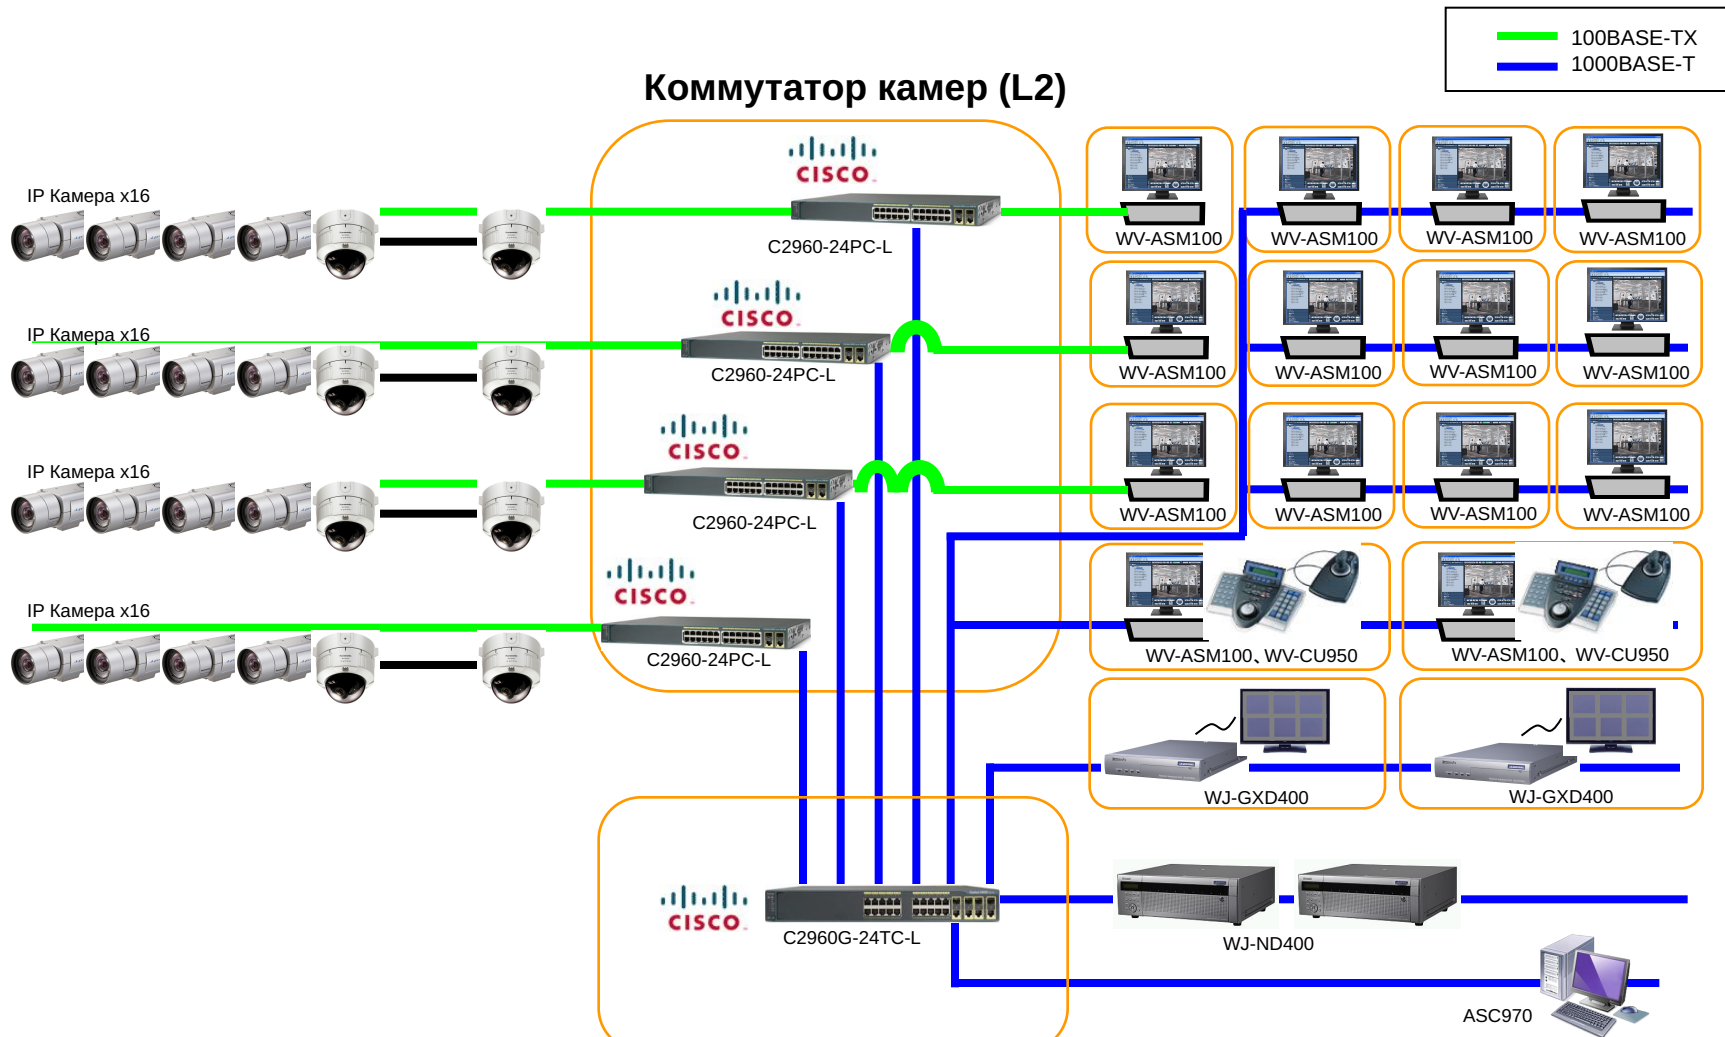 100BASE-TX
1000BASE-T
Коммутатор камер (L2)
IP Камера x16
CISCO
C2960-24PC-L
WV-ASM100
WV-ASM100
WV-ASM100
WV-ASM100
IP Камера x16
CISCO
C2960-24PC-L
WV-ASM100
WV-ASM100
WV-ASM100
WV-ASM100
IP Камера x16
CISCO
C2960-24PC-L
WV-ASM100
WV-ASM100
WV-ASM100
WV-ASM100
IP Камера x16
CISCO
C2960-24PC-L
WV-ASM100、WV-CU950
WV-ASM100、WV-CU950
WJ-GXD400
WJ-GXD400
CISCO
C2960G-24TC-L
WJ-ND400
ASC970